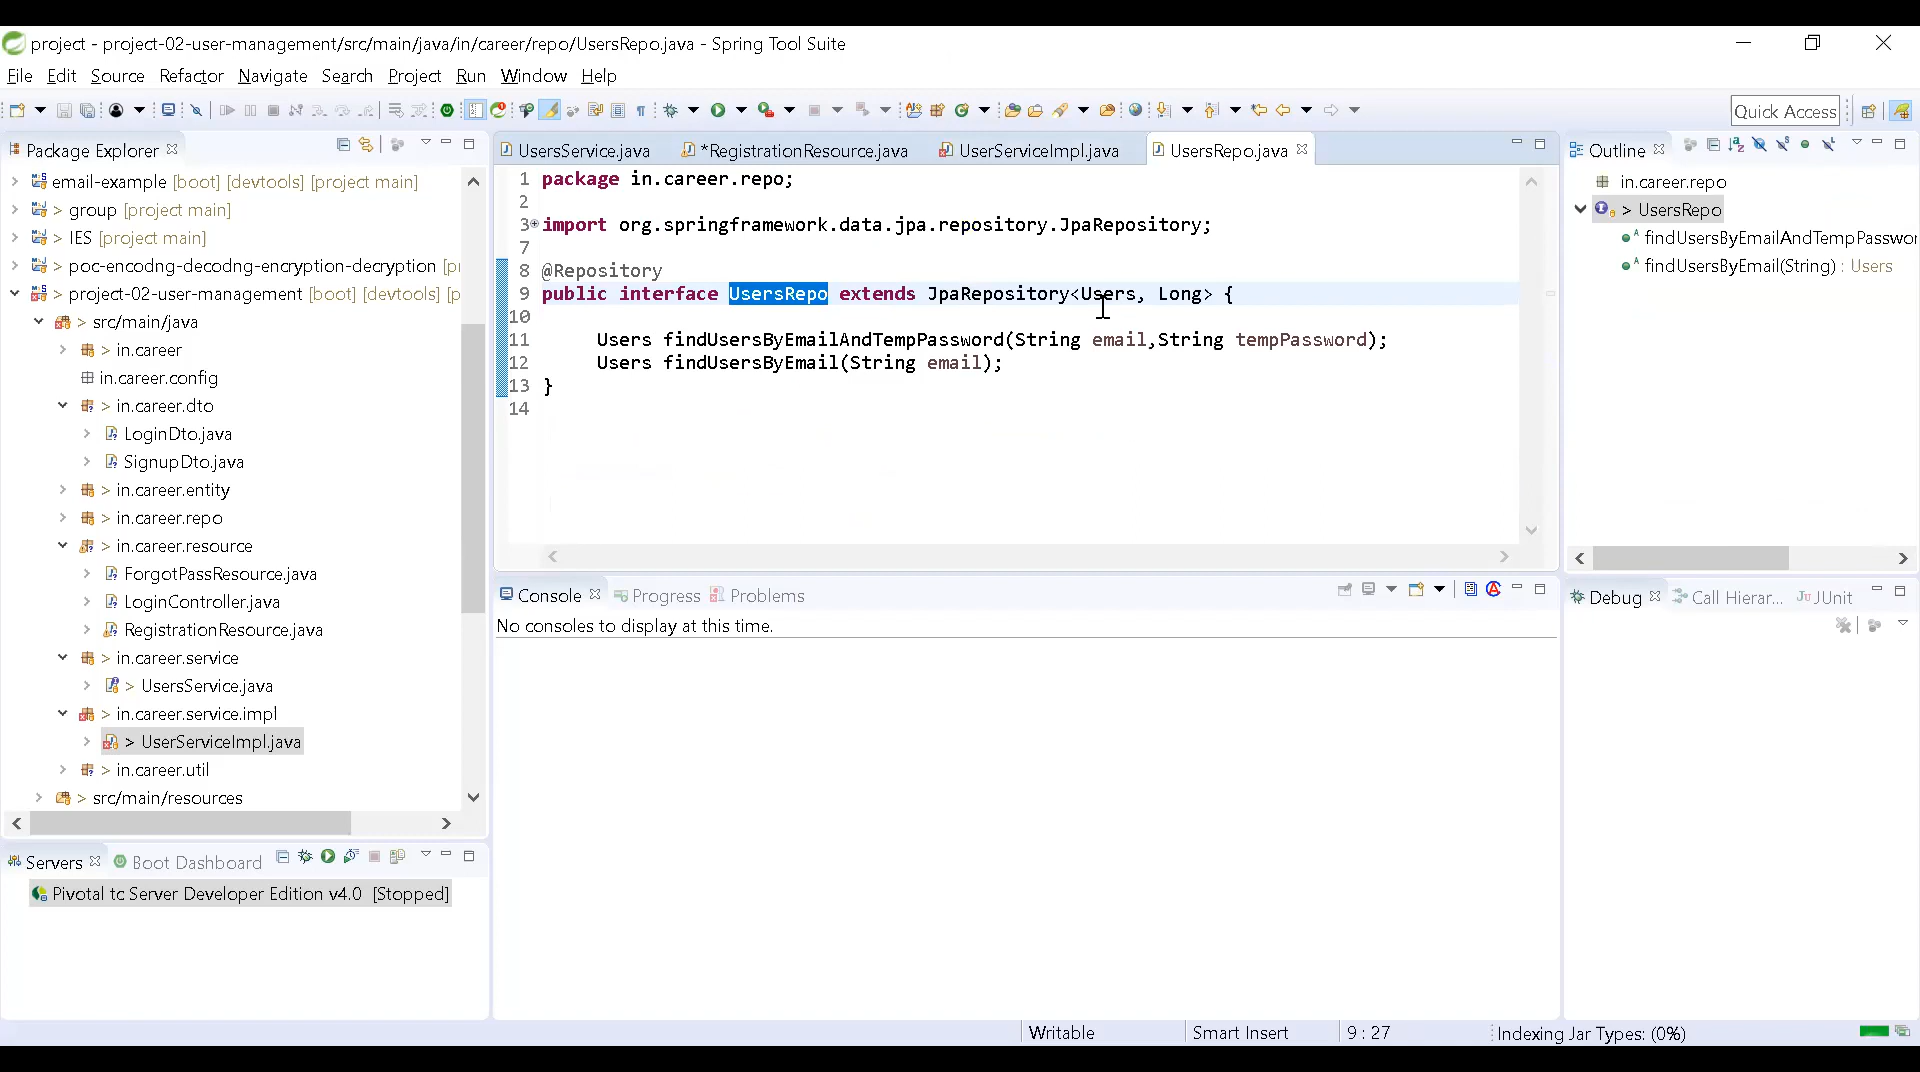 project - project-02-user-management/src/main/java/in/career/repo/UsersRepo.java - Spring Tool Suite
File Edit Source Refactor Navigate Search Project Run Window Help
Quick Access
Package Explorer
email-example [boot] [devtools] [project main]
> group [project main]
> IES [project main]
> poc-encodng-decodng-encryption-decryption [p
> project-02-user-management [boot] [devtools] [p
> src/main/java
> in.career
in.career.config
> in.career.dto
LoginDto.java
SignupDto.java
> in.career.entity
> in.career.repo
> in.career.resource
ForgotPassResource.java
LoginController.java
RegistrationResource.java
> in.career.service
> UsersService.java
> in.career.service.impl
> UserServiceImpl.java
> in.career.util
> src/main/resources
Servers Boot Dashboard
Pivotal tc Server Developer Edition v4.0 [Stopped]
UsersService.java *RegistrationResource.java UserServiceImpl.java UsersRepo.java
1 package in.career.repo;
2
3 import org.springframework.data.jpa.repository.JpaRepository;
7
8 @Repository
9 public interface UsersRepo extends JpaRepository<Users, Long> {
10
11 Users findUsersByEmailAndTempPassword(String email,String tempPassword);
12 Users findUsersByEmail(String email);
13 }
14
Console Progress Problems
No consoles to display at this time.
Outline
in.career.repo
> UsersRepo
findUsersByEmailAndTempPasswor
findUsersByEmail(String) : Users
Debug Call Hierar... JUnit
Writable Smart Insert 9 : 27 Indexing Jar Types: (0%)